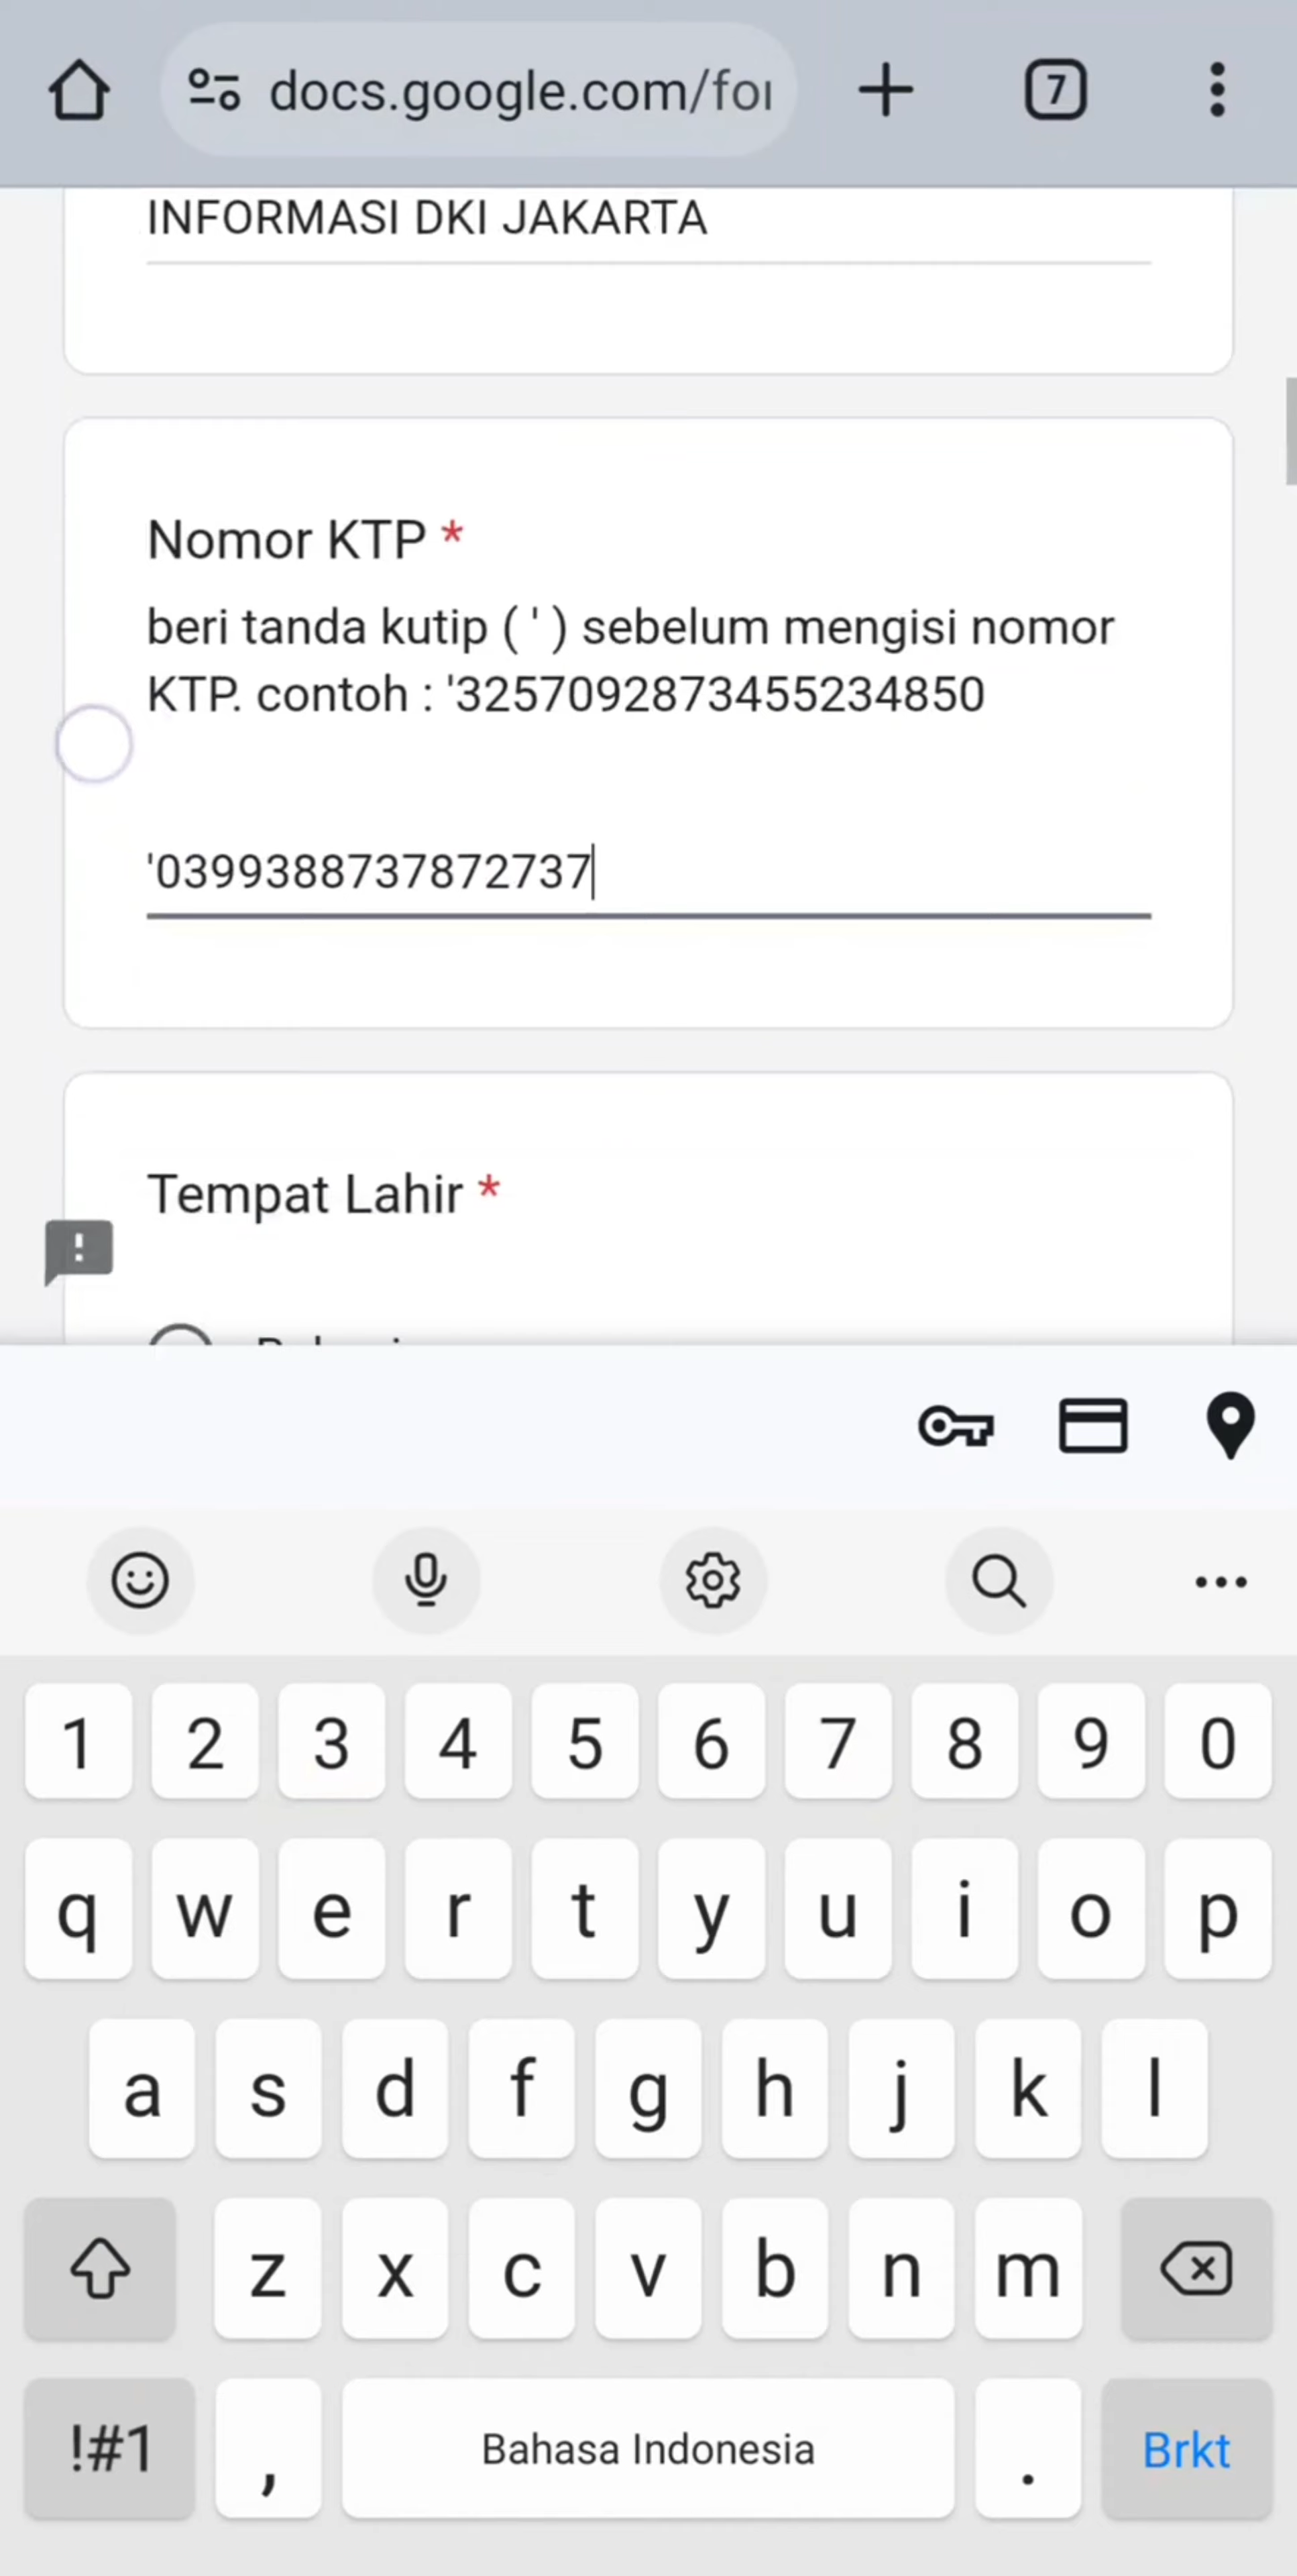 docs.google.com/for
7
INFORMASI DKI JAKARTA
Nomor KTP *
beri tanda kutip ( ' ) sebelum mengisi nomor
KTP. contoh : '3257092873455234850
'0399388737872737
Tempat Lahir *
1 2 3 4 5 6 7 8 9 0
q w e r t y u i o p
a s d f g h j k l
z x c v b n m
!#1 , Bahasa Indonesia . Brkt